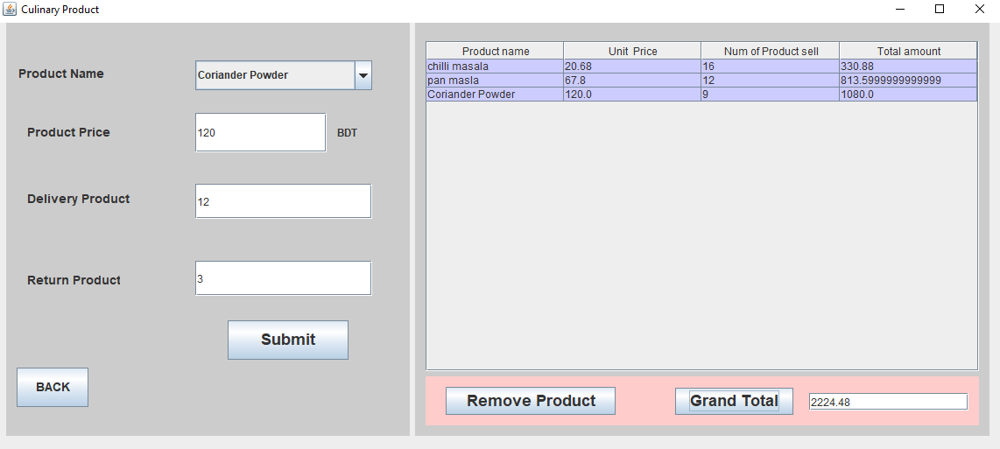 Culinary Product
Product Name
Coriander Powder
Product Price
120
BDT
Delivery Product
12
Return Product
3
Submit
BACK
Product name Unit Price Num of Product sell Total amount
chilli masala 20.68 16 330.88
pan masla 67.8 12 813.5999999999999
Coriander Powder 120.0 9 1080.0
Remove Product
Grand Total
2224.48